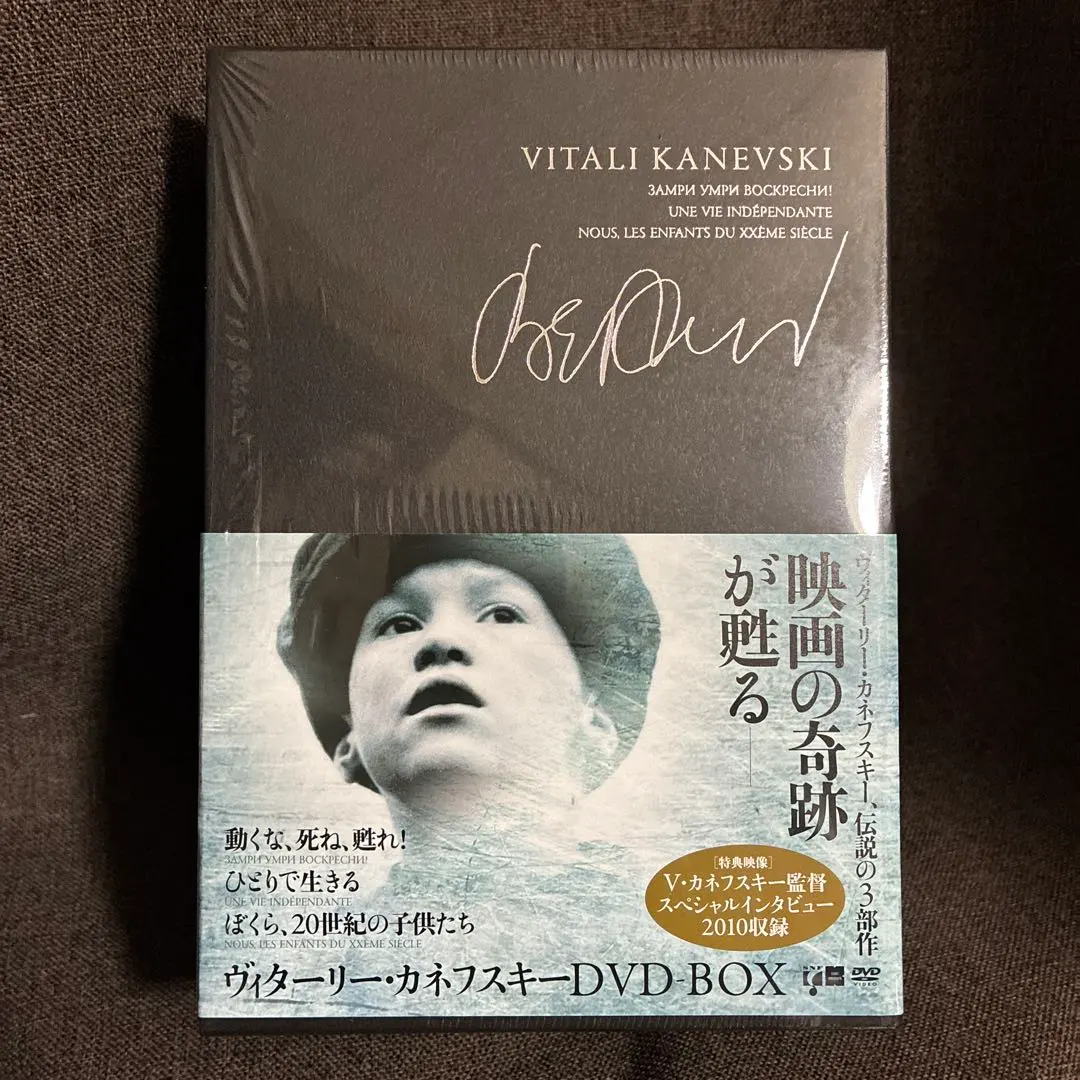 VITALI KANEVSKI
ЗАМРИ УМРИ ВОСКРЕСНИ!
UNE VIE INDÉPENDANTE
NOUS, LES ENFANTS DU XXÈME SIÈCLE
ヴィターリー・カネフスキー、伝説の3部作
映画の奇跡
が甦る──
動くな、死ね、甦れ!
ЗАМРИ УМРИ ВОСКРЕСНИ!
ひとりで生きる
UNE VIE INDÉPENDANTE
ぼくら、20世紀の子供たち
NOUS, LES ENFANTS DU XXÈME SIÈCLE
[特典映像]
V・カネフスキー監督
スペシャルインタビュー
2010収録
ヴィターリー・カネフスキーDVD-BOX
DVD
VIDEO